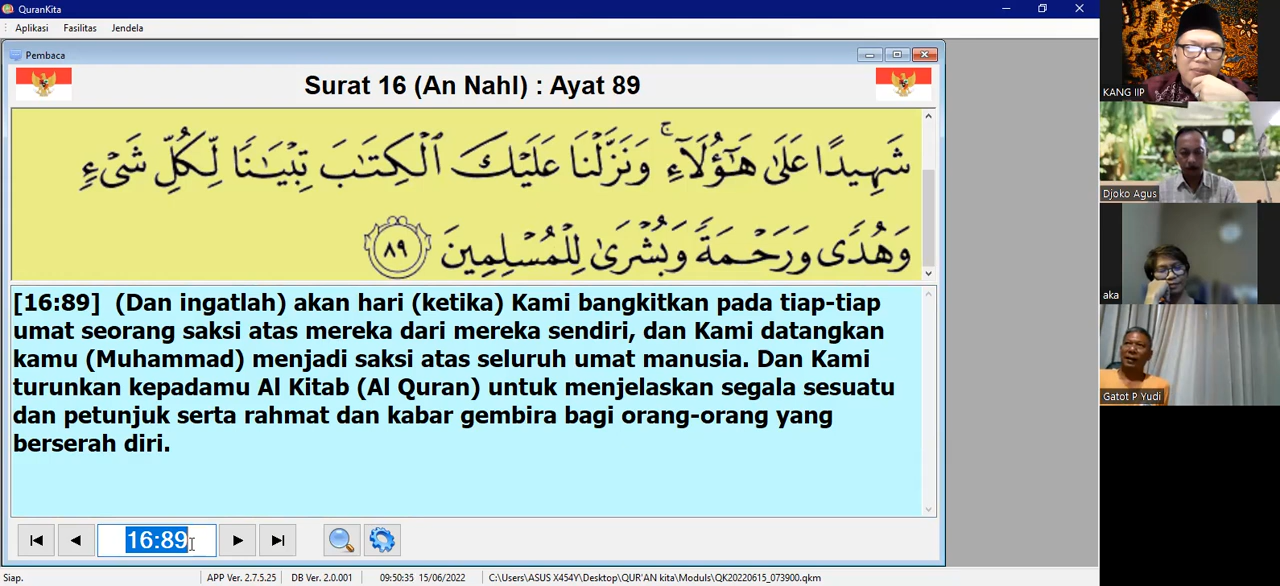 QuranKita
Aplikasi Fasilitas Jendela
Pembaca
Surat 16 (An Nahl) : Ayat 89
شَهِيدًا عَلَىٰ هَٰٓؤُلَآءِ ۚ وَنَزَّلْنَا عَلَيْكَ ٱلْكِتَٰبَ تِبْيَٰنًا لِّكُلِّ شَىْءٍ
وَهُدًى وَرَحْمَةً وَبُشْرَىٰ لِلْمُسْلِمِينَ ٨٩
[16:89] (Dan ingatlah) akan hari (ketika) Kami bangkitkan pada tiap-tiap
umat seorang saksi atas mereka dari mereka sendiri, dan Kami datangkan
kamu (Muhammad) menjadi saksi atas seluruh umat manusia. Dan Kami
turunkan kepadamu Al Kitab (Al Quran) untuk menjelaskan segala sesuatu
dan petunjuk serta rahmat dan kabar gembira bagi orang-orang yang
berserah diri.
16:89
Siap. APP Ver. 2.7.5.25 DB Ver. 2.0.001 09:50:35 15/06/2022 C:\Users\ASUS X454Y\Desktop\QUR'AN kita\Moduls\QK20220615_073900.qkm
KANG IIP
Djoko Agus
aka
Gatot P Yudi